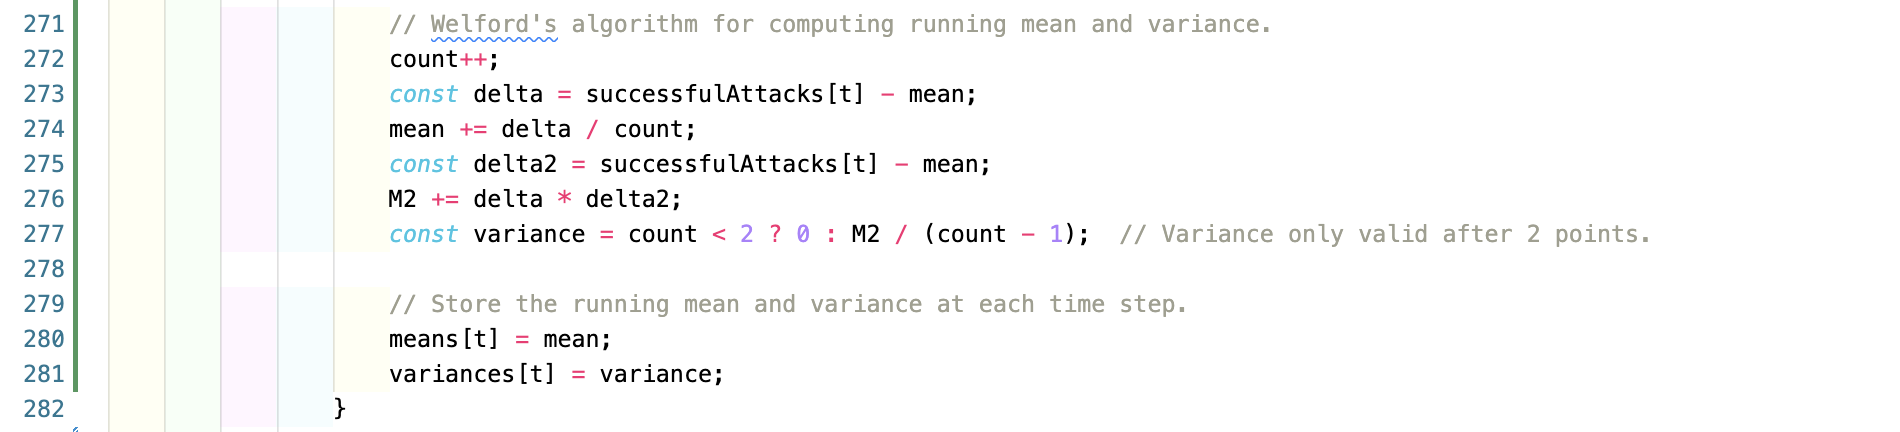 271 // Welford's algorithm for computing running mean and variance.
272 count++;
273 const delta = successfulAttacks[t] - mean;
274 mean += delta / count;
275 const delta2 = successfulAttacks[t] - mean;
276 M2 += delta * delta2;
277 const variance = count < 2 ? 0 : M2 / (count - 1);  // Variance only valid after 2 points.
278
279 // Store the running mean and variance at each time step.
280 means[t] = mean;
281 variances[t] = variance;
282 }